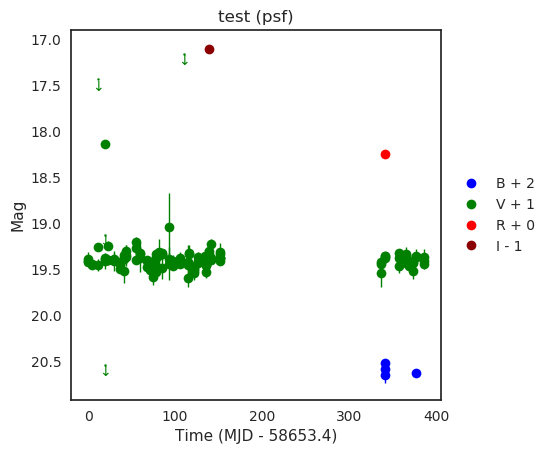 test (psf)
17.0
17.5
18.0
18.5
19.0
19.5
20.0
20.5
Mag
0
100
200
300
400
Time (MJD - 58653.4)
B + 2
V + 1
R + 0
I - 1